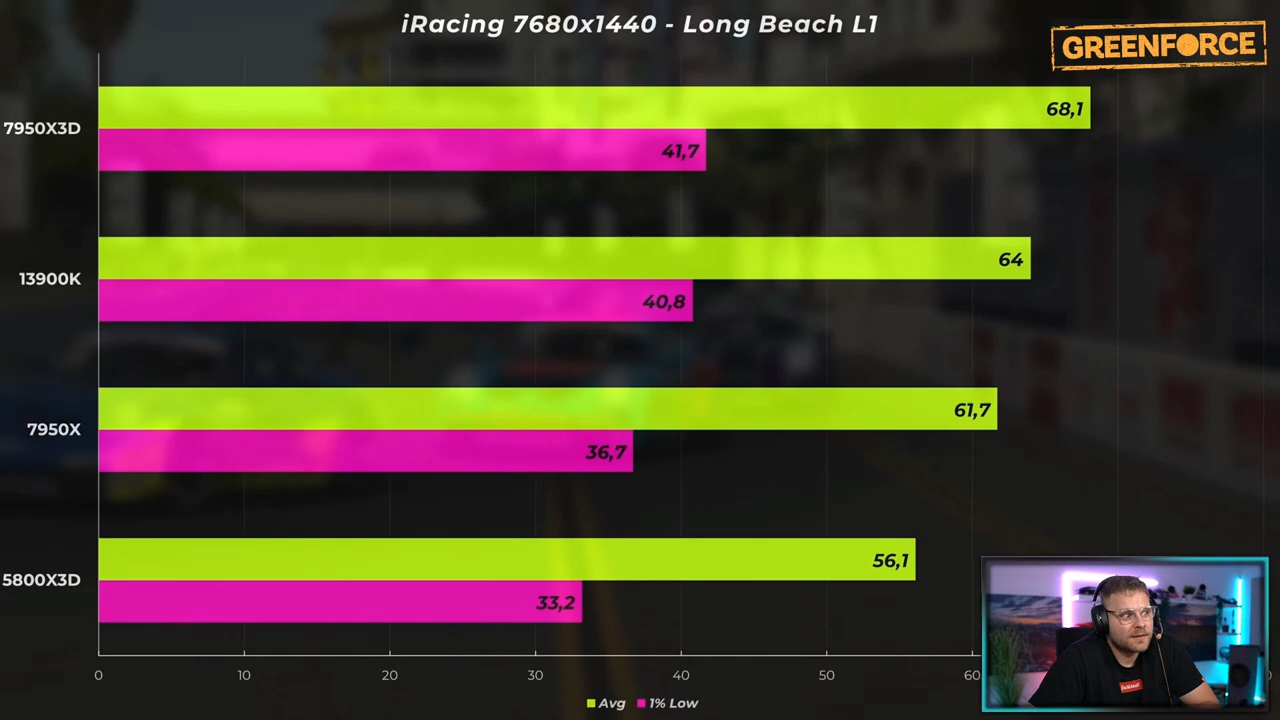 iRacing 7680x1440 - Long Beach L1
GREENFORCE
7950X3D
68,1
41,7
13900K
64
40,8
7950X
61,7
36,7
5800X3D
56,1
33,2
0 10 20 30 40 50 60
Avg 1% Low